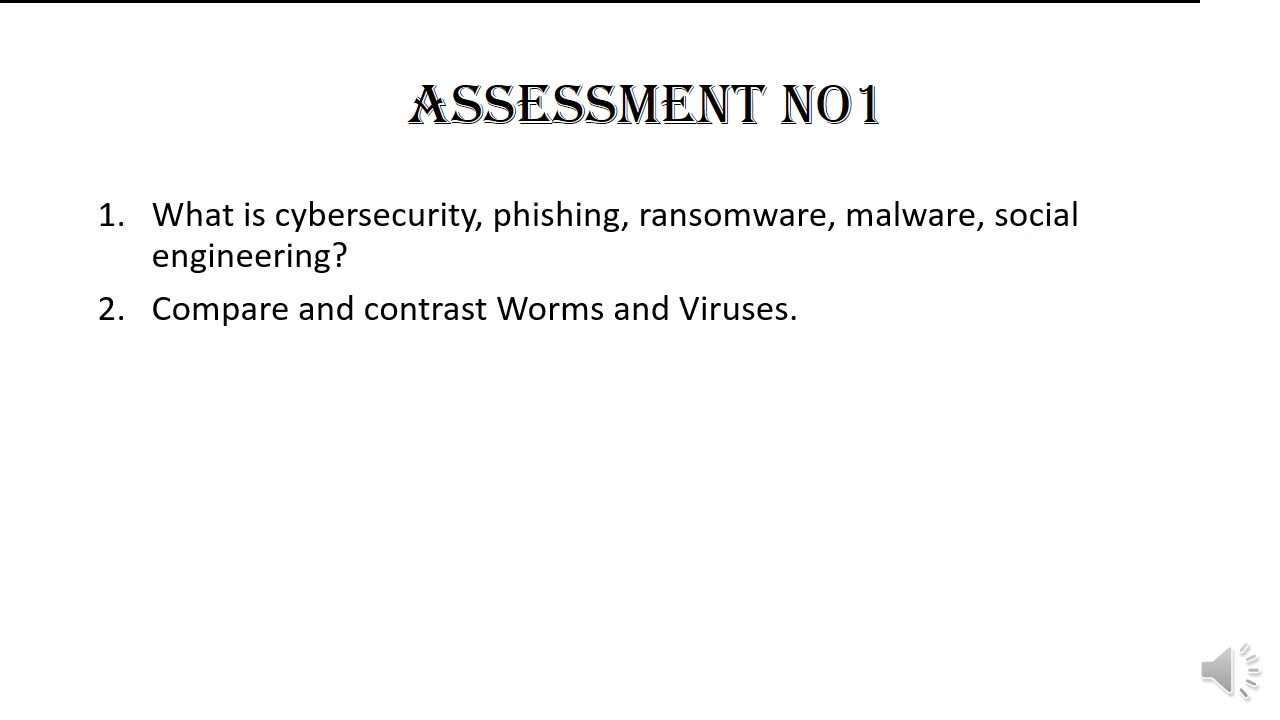 ASSESSMENT NO1
1. What is cybersecurity, phishing, ransomware, malware, social
engineering?
2. Compare and contrast Worms and Viruses.